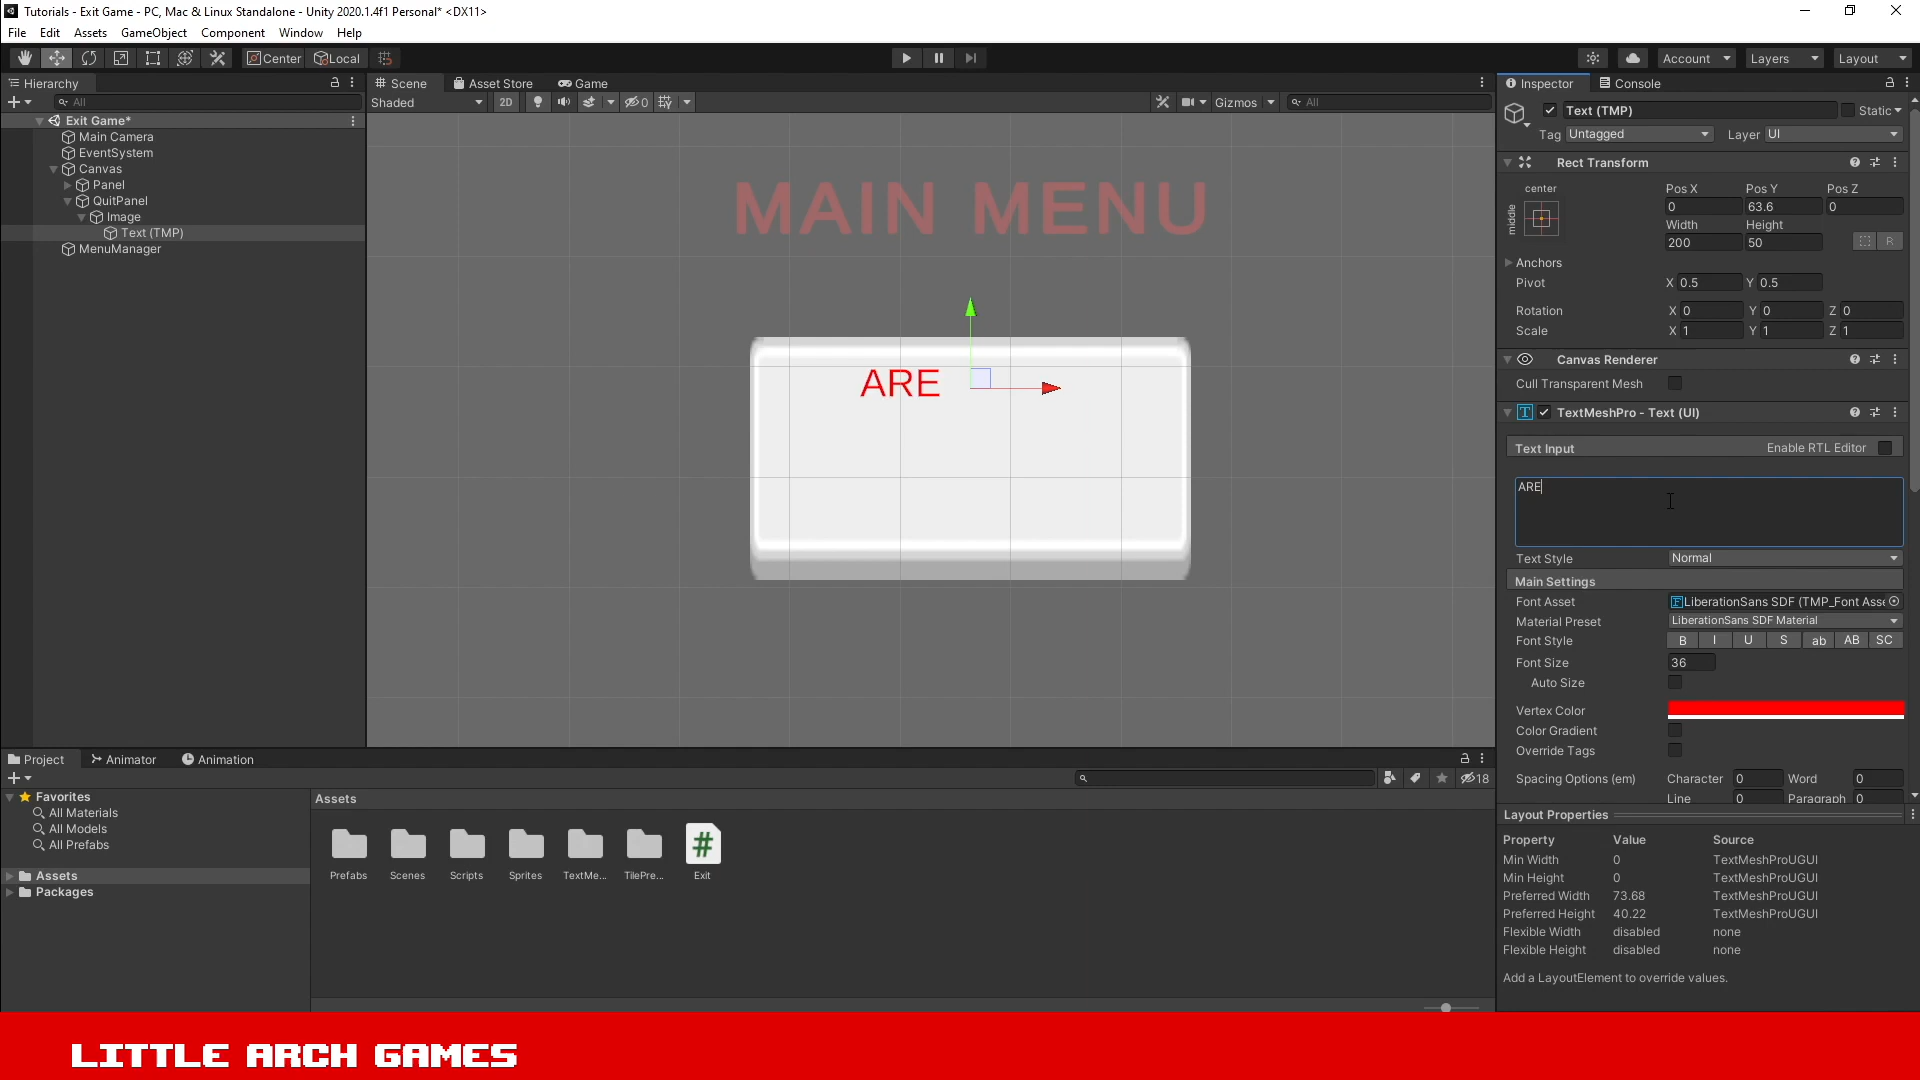 Tutorials - Exit Game - PC, Mac & Linux Standalone - Unity 2020.1.4f1 Personal* <DX11>
File Edit Assets GameObject Component Window Help
Center Local Account Layers Layout
Hierarchy
All
Exit Game*
Main Camera
EventSystem
Canvas
Panel
QuitPanel
Image
Text (TMP)
MenuManager
Scene Asset Store Game
Shaded 2D 0 Gizmos All
MAIN MENU
ARE
Inspector Console
Text (TMP) Static
Tag Untagged Layer UI
Rect Transform
center
middle
Pos X Pos Y Pos Z
0 63.6 0
Width Height
200 50 R
Anchors
Pivot X 0.5 Y 0.5
Rotation X 0 Y 0 Z 0
Scale X 1 Y 1 Z 1
Canvas Renderer
Cull Transparent Mesh
T TextMeshPro - Text (UI)
Text Input Enable RTL Editor
ARE
Text Style Normal
Main Settings
Font Asset LiberationSans SDF (TMP_Font Asse
Material Preset LiberationSans SDF Material
Font Style B I U S ab AB SC
Font Size 36
Auto Size
Vertex Color
Color Gradient
Override Tags
Spacing Options (em) Character 0 Word 0
Line 0 Paragraph 0
Layout Properties
Property Value Source
Min Width 0 TextMeshProUGUI
Min Height 0 TextMeshProUGUI
Preferred Width 73.68 TextMeshProUGUI
Preferred Height 40.22 TextMeshProUGUI
Flexible Width disabled none
Flexible Height disabled none
Add a LayoutElement to override values.
Project Animator Animation
18
Favorites
All Materials
All Models
All Prefabs
Assets
Packages
Assets
Prefabs Scenes Scripts Sprites TextMe... TilePre... Exit
#
LITTLE ARCH GAMES